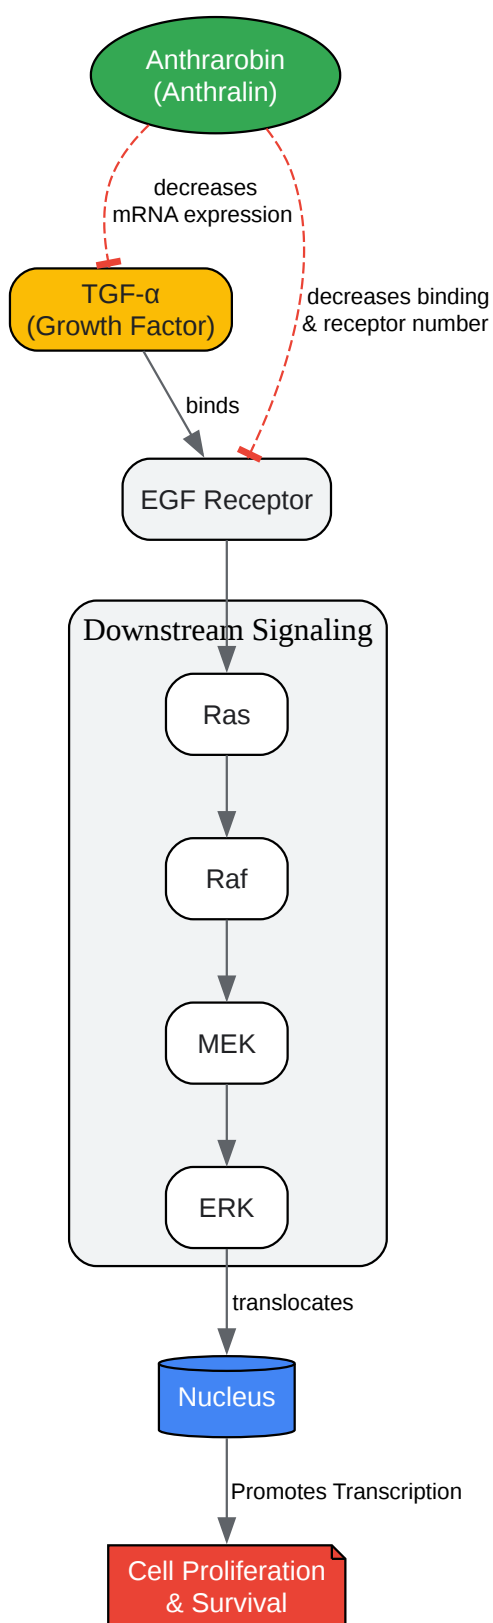 Anthrarobin
(Anthralin)
decreases
mRNA expression
TGF-α
(Growth Factor)
decreases binding
& receptor number
binds
EGF Receptor
Downstream Signaling
Ras
Raf
MEK
ERK
translocates
Nucleus
Promotes Transcription
Cell Proliferation
& Survival